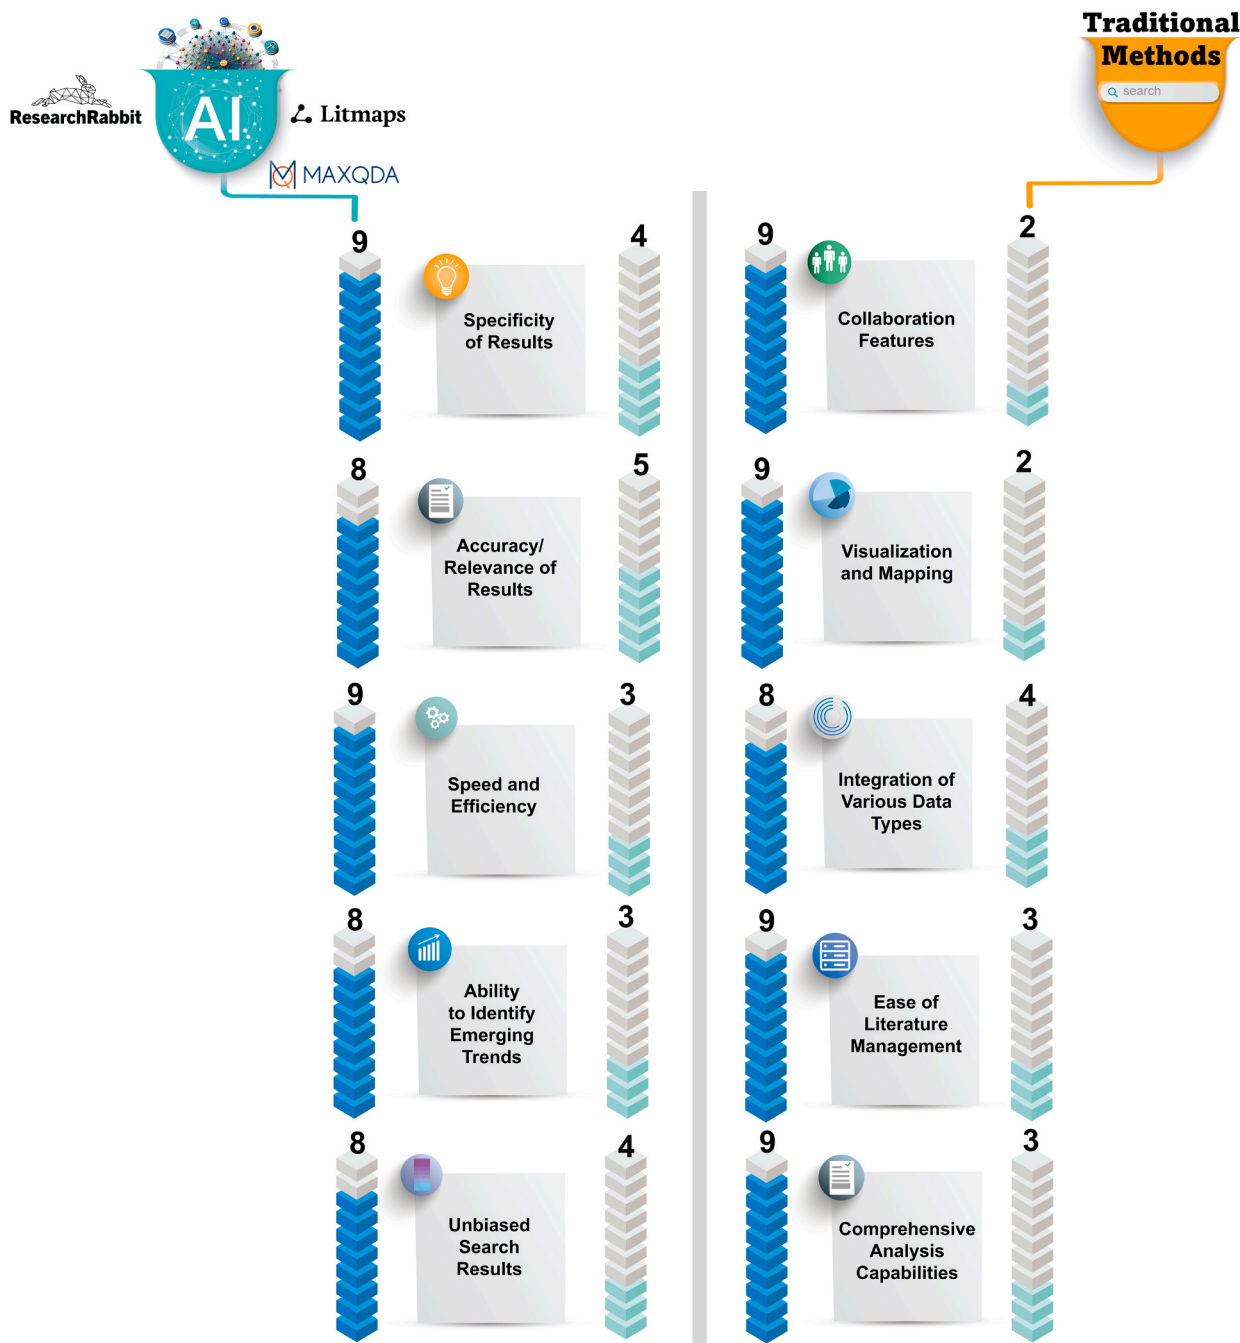 Traditional
Methods
search
AI
ResearchRabbit
Litmaps
MAXQDA
9
4
Specificity
of Results
9
2
Collaboration
Features
8
5
Accuracy/
Relevance of
Results
9
2
Visualization
and Mapping
9
3
Speed and
Efficiency
8
4
Integration of
Various Data
Types
8
3
Ability
to Identify
Emerging
Trends
9
3
Ease of
Literature
Management
8
4
Unbiased
Search
Results
9
3
Comprehensive
Analysis
Capabilities